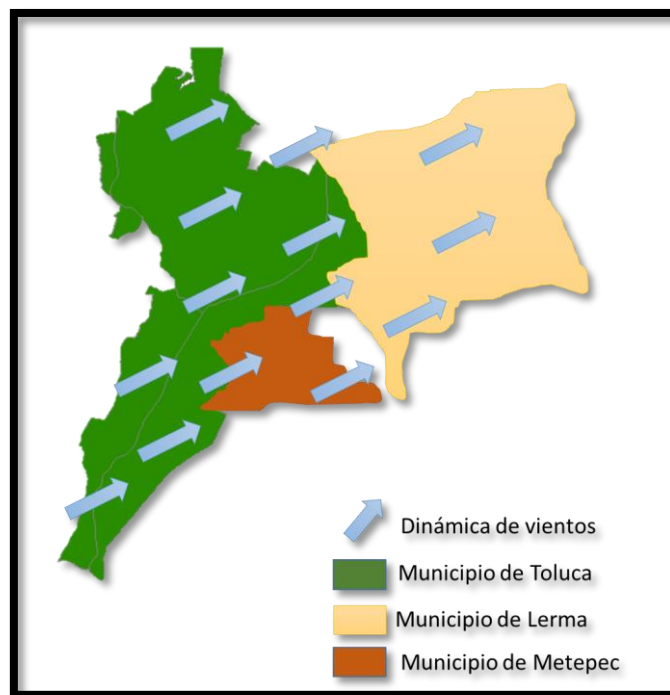 Dinámica de vientos
Municipio de Toluca
Municipio de Lerma
Municipio de Metepec